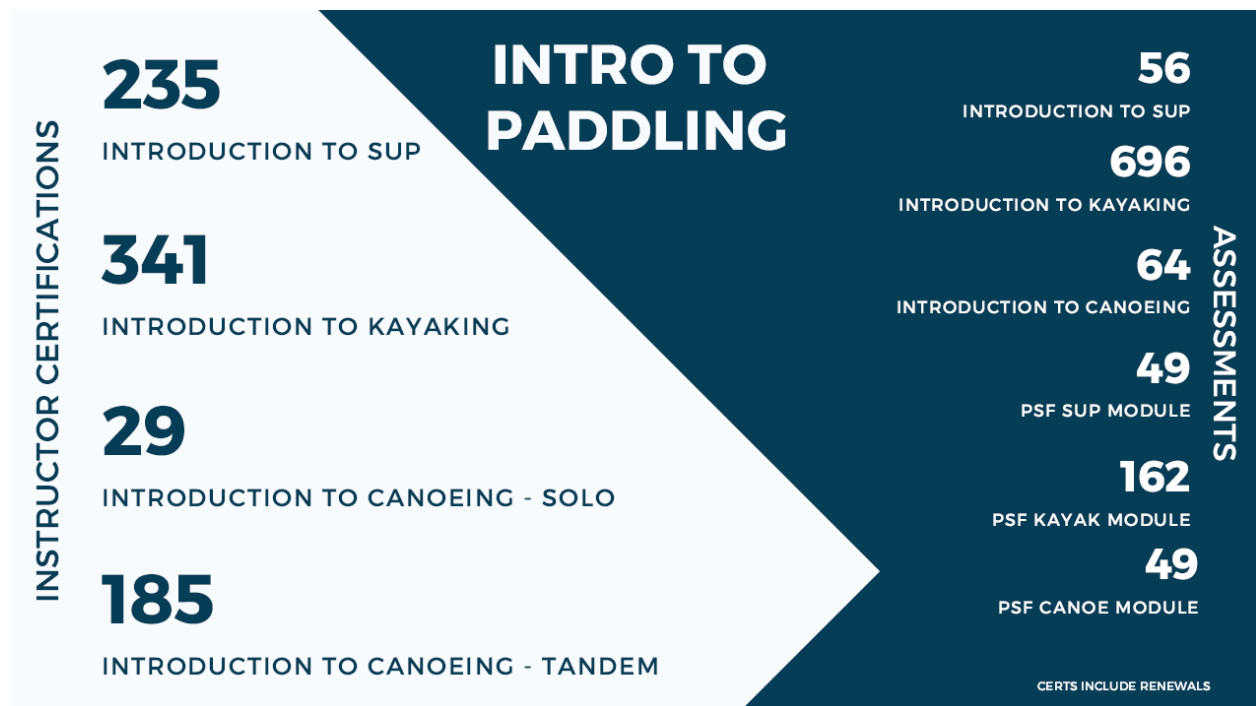 INTRO TO
PADDLING
INSTRUCTOR CERTIFICATIONS
235
INTRODUCTION TO SUP
341
INTRODUCTION TO KAYAKING
29
INTRODUCTION TO CANOEING - SOLO
185
INTRODUCTION TO CANOEING - TANDEM
ASSESSMENTS
56
INTRODUCTION TO SUP
696
INTRODUCTION TO KAYAKING
64
INTRODUCTION TO CANOEING
49
PSF SUP MODULE
162
PSF KAYAK MODULE
49
PSF CANOE MODULE
CERTS INCLUDE RENEWALS